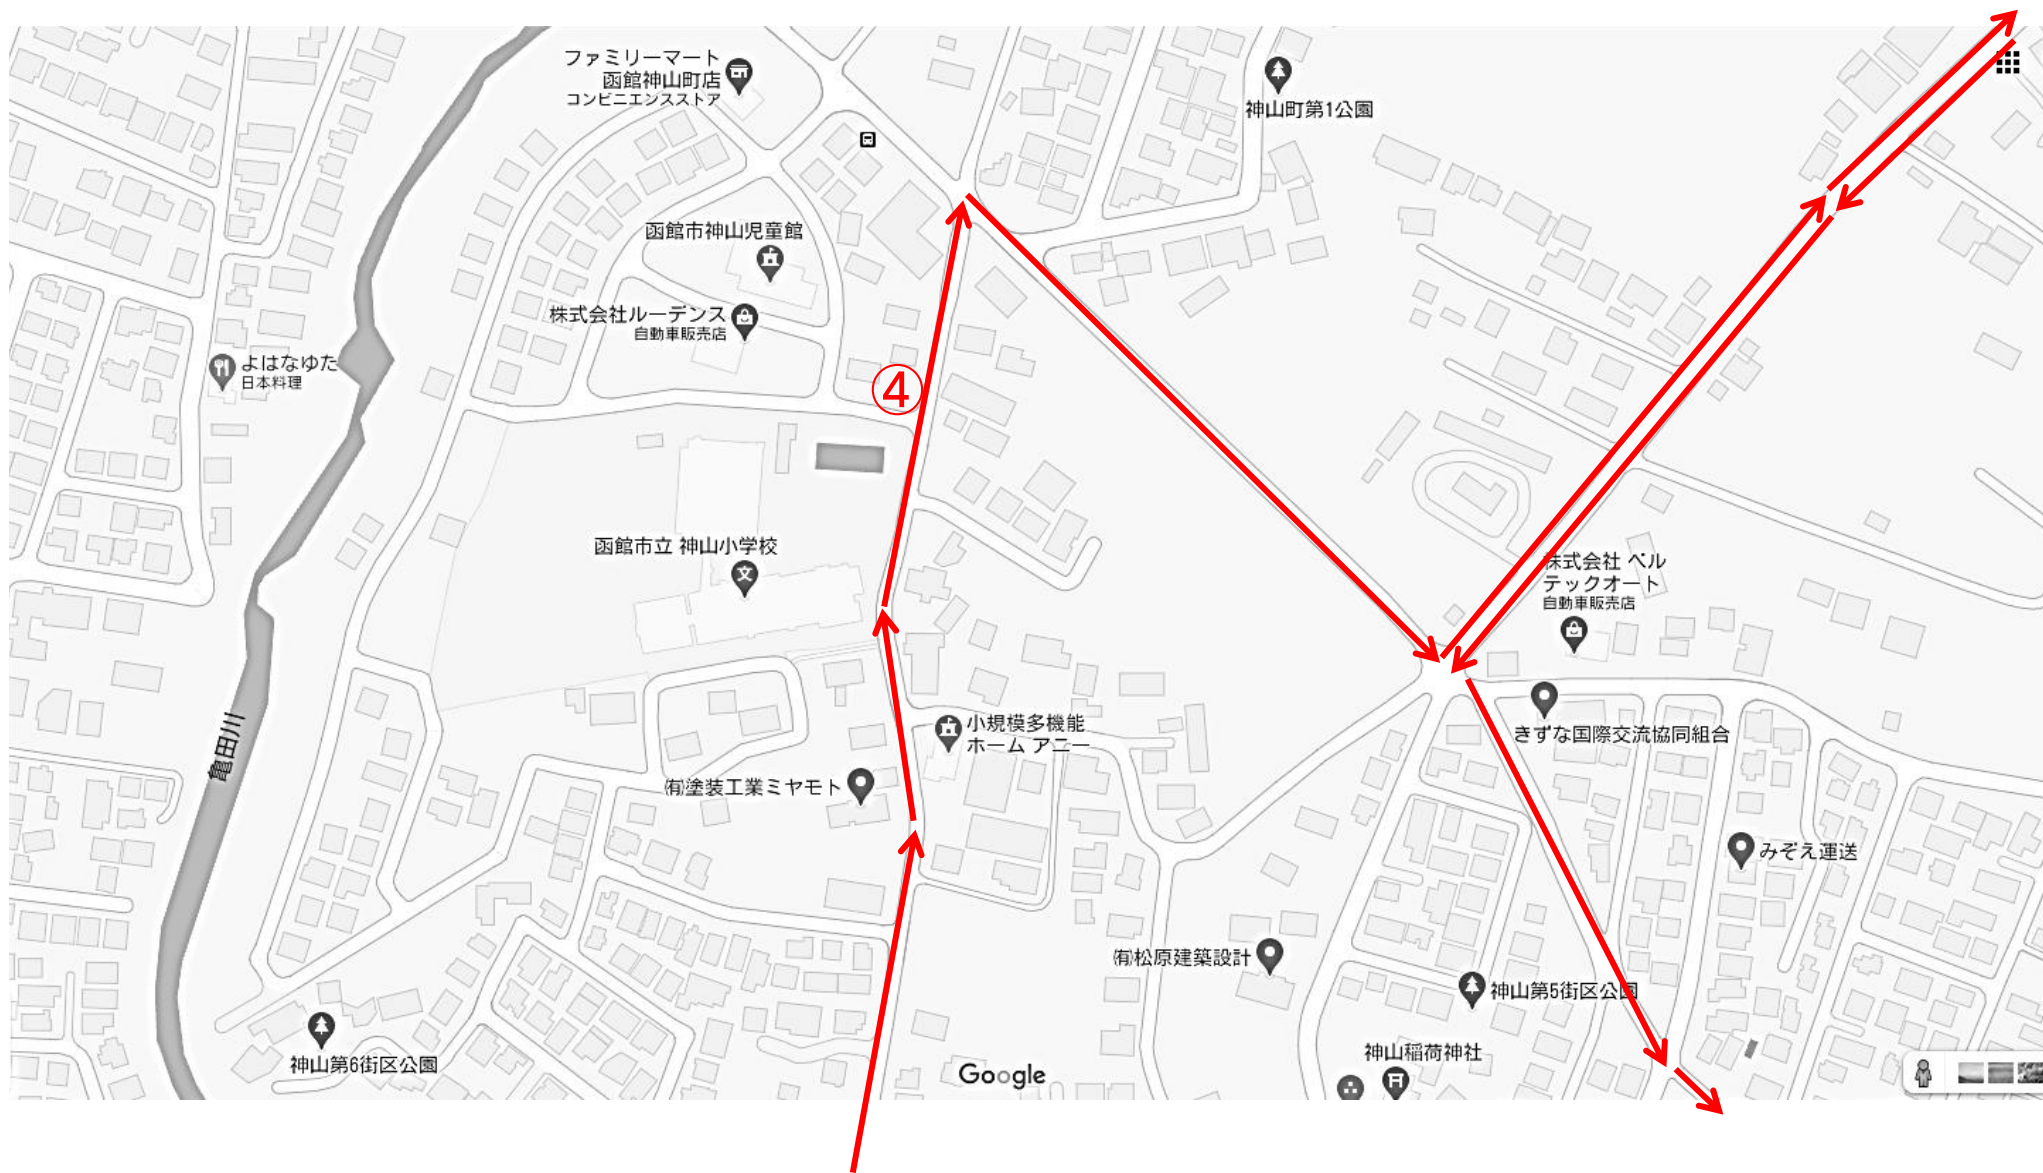 ファミリーマート
函館神山町店
コンビニエンスストア
神山町第1公園
函館市神山児童館
株式会社ルーデンス
自動車販売店
よはなゆた
日本料理
④
函館市立 神山小学校
株式会社 ベル
テックオート
自動車販売店
小規模多機能
ホーム アニー
きずな国際交流協同組合
亀田川
㈲塗装工業ミヤモト
みぞえ運送
㈲松原建築設計
神山第5街区公園
神山第6街区公園
神山稲荷神社
Google